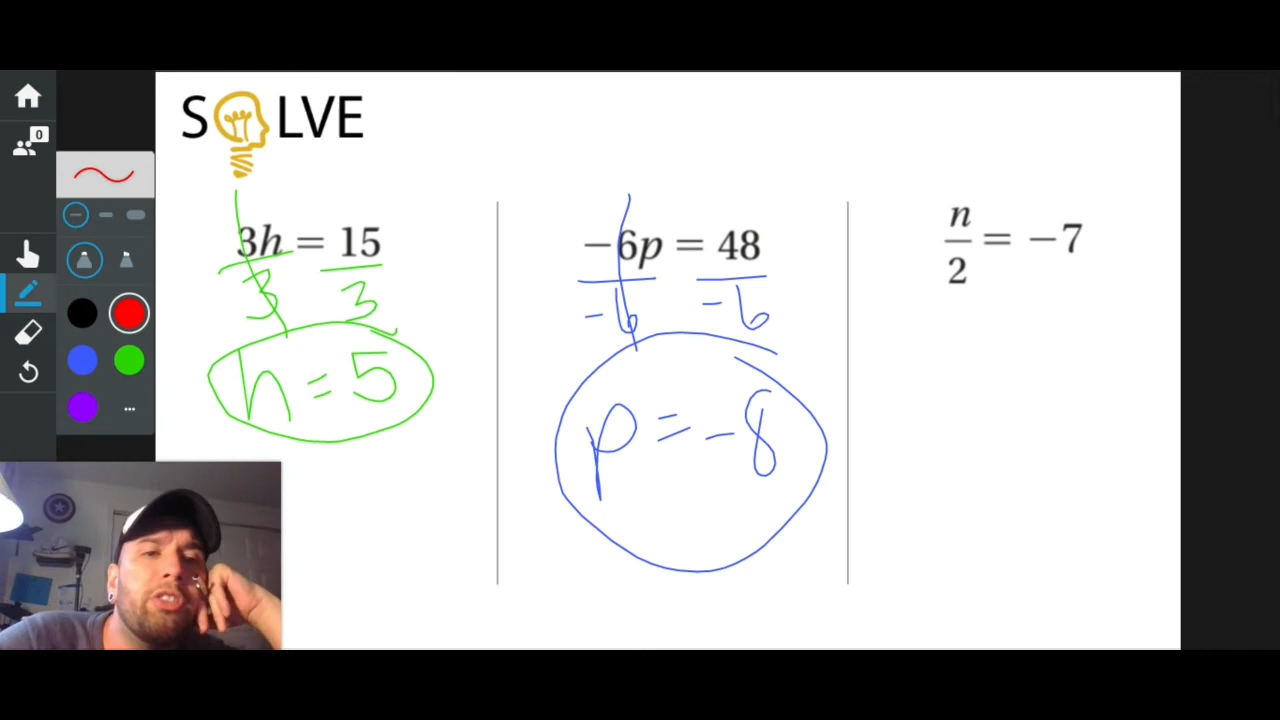 0
SOLVE
3h = 15
3 3
h = 5
−6p = 48
-6 -6
p = -8
n
2 = −7
...